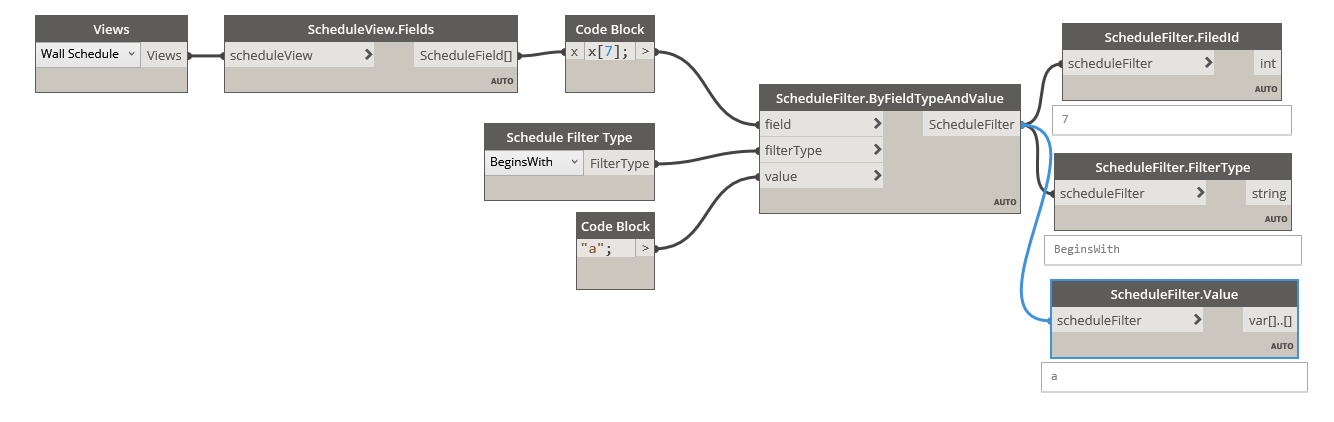 Views
Wall Schedule Views
ScheduleView.Fields
scheduleView > ScheduleField[]
AUTO
Code Block
x x[7]; >
Schedule Filter Type
BeginsWith FilterType
Code Block
"a"; >
ScheduleFilter.ByFieldTypeAndValue
field > ScheduleFilter
filterType >
value >
AUTO
ScheduleFilter.FiledId
scheduleFilter > int
AUTO
7
ScheduleFilter.FilterType
scheduleFilter > string
AUTO
BeginsWith
ScheduleFilter.Value
scheduleFilter > var[]..[]
AUTO
a